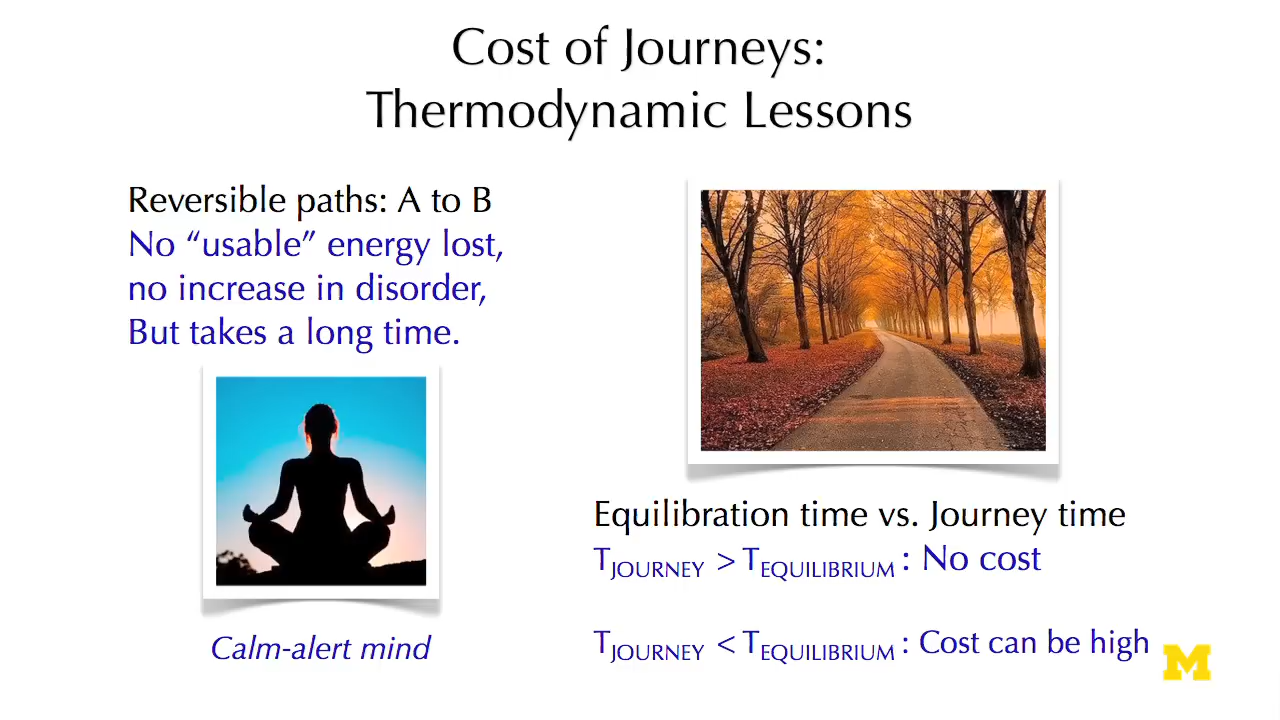 Cost of Journeys:
Thermodynamic Lessons
Reversible paths: A to B
No “usable” energy lost,
no increase in disorder,
But takes a long time.
Calm-alert mind
Equilibration time vs. Journey time
TJOURNEY > TEQUILIBRIUM : No cost
TJOURNEY < TEQUILIBRIUM : Cost can be high
M